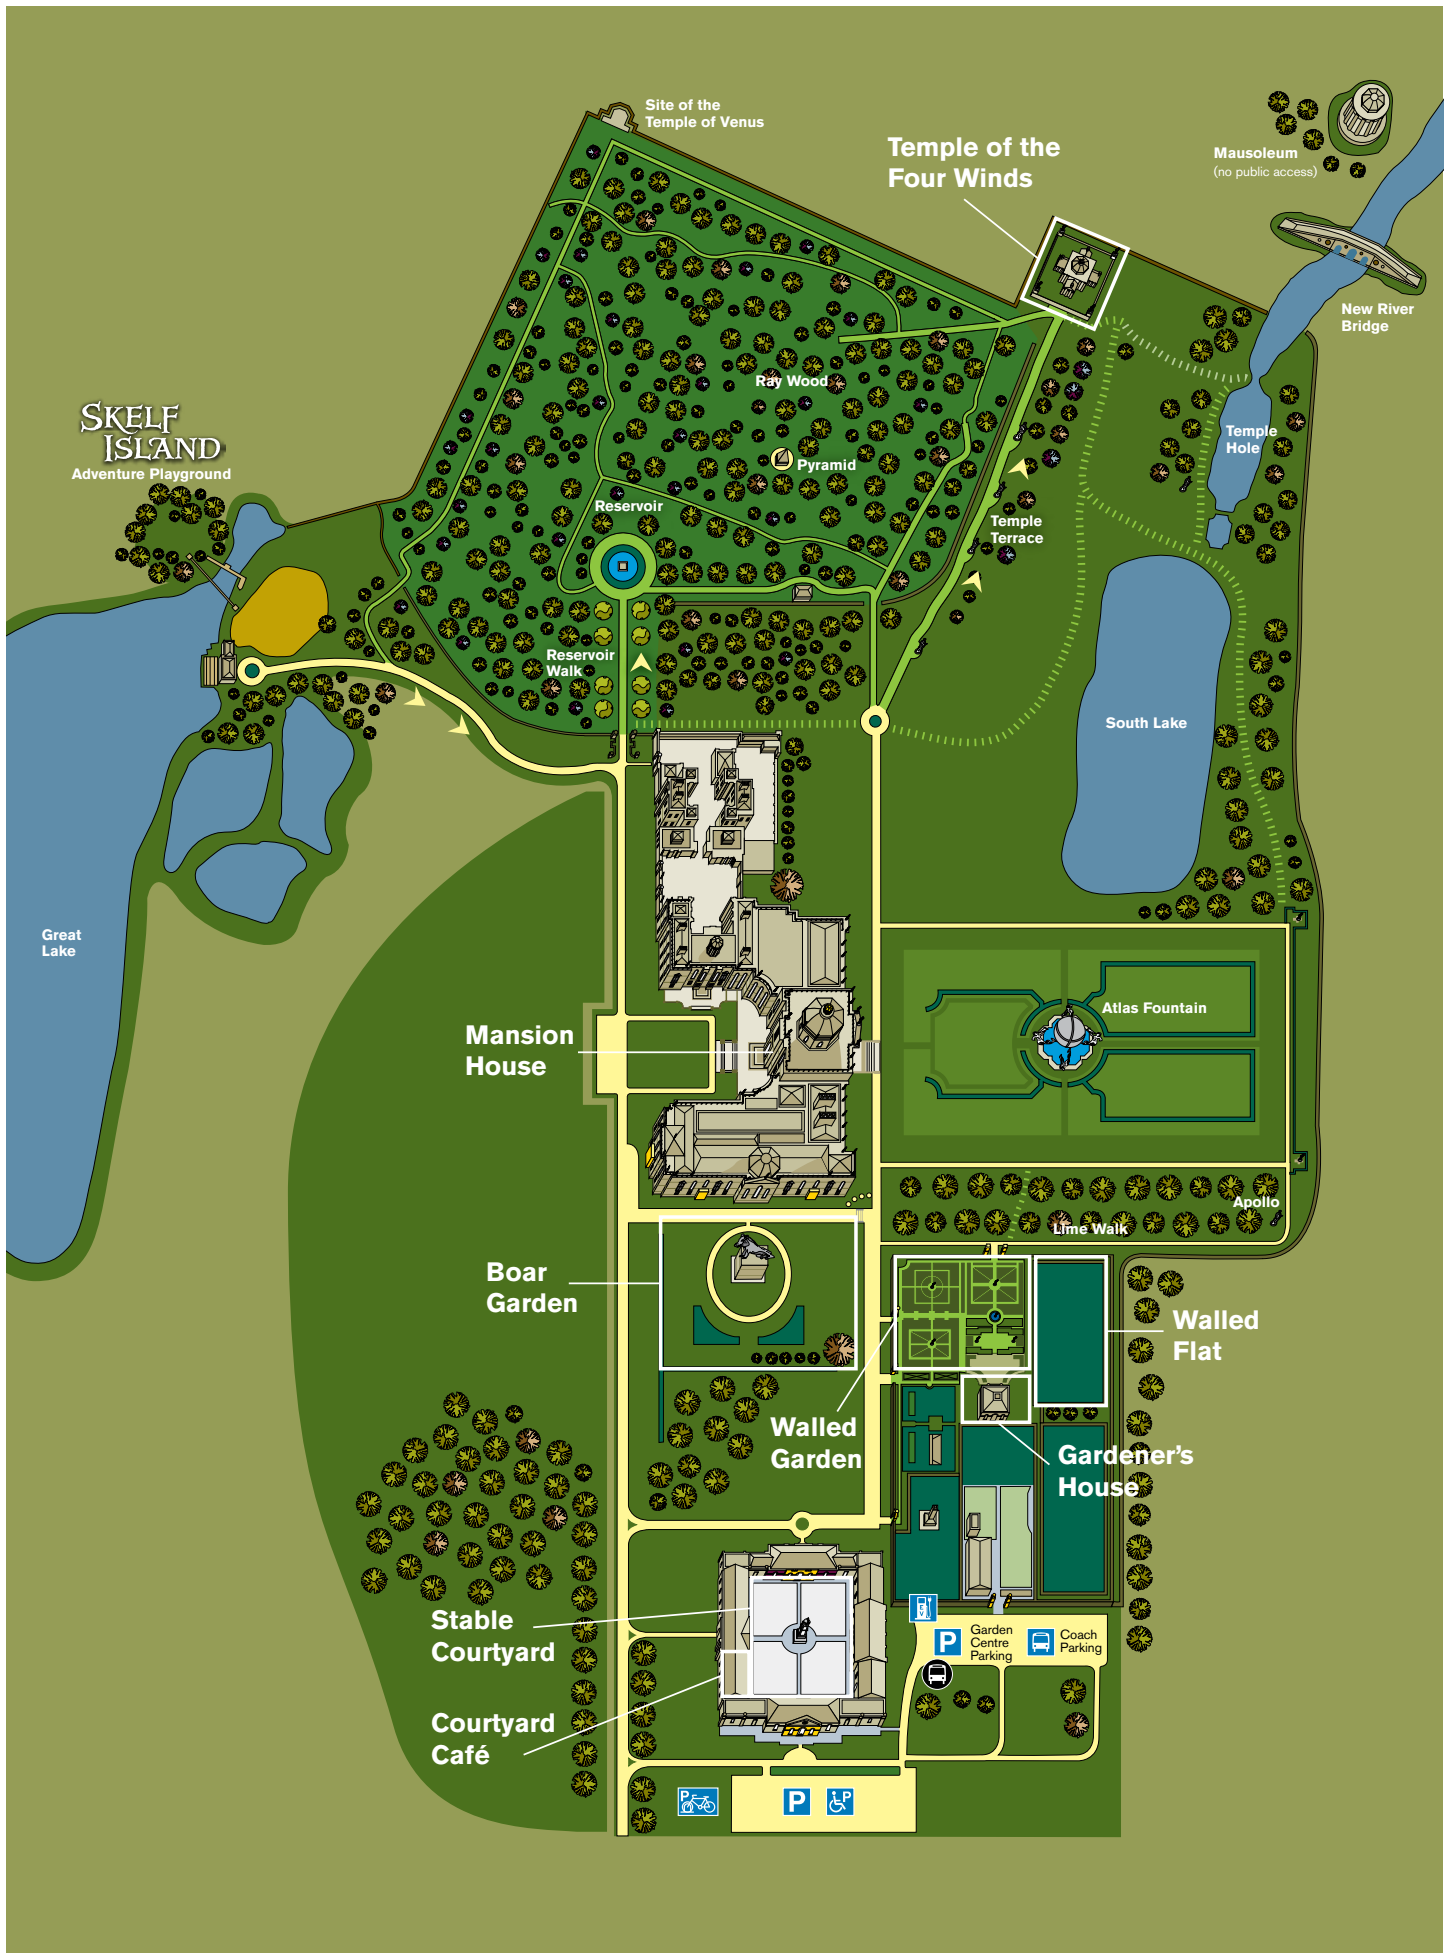 Site of the
Temple of Venus
Temple of the
Four Winds
Mausoleum
(no public access)
New River
Bridge
Ray Wood
SKELF
ISLAND
Adventure Playground
Temple
Hole
Pyramid
Reservoir
Temple
Terrace
Reservoir
Walk
South Lake
Great
Lake
Atlas Fountain
Mansion
House
Apollo
Lime Walk
Boar
Garden
Walled
Flat
Walled
Garden
Gardener's
House
Stable
Courtyard
EV
P
Garden
Centre
Parking
Coach
Parking
Courtyard
Café
P
P
P